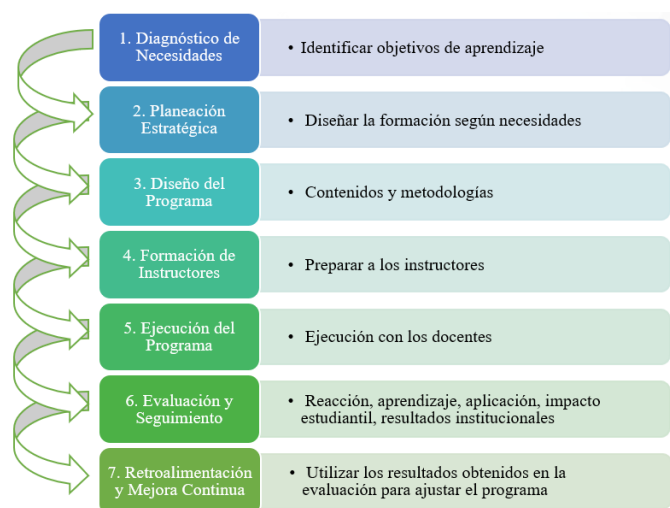 1. Diagnóstico de
Necesidades
• Identificar objetivos de aprendizaje
2. Planeación
Estratégica
• Diseñar la formación según necesidades
3. Diseño del
Programa
• Contenidos y metodologías
4. Formación de
Instructores
• Preparar a los instructores
5. Ejecución del
Programa
• Ejecución con los docentes
6. Evaluación y
Seguimiento
• Reacción, aprendizaje, aplicación, impacto
estudiantil, resultados institucionales
7. Retroalimentación
y Mejora Continua
• Utilizar los resultados obtenidos en la
evaluación para ajustar el programa